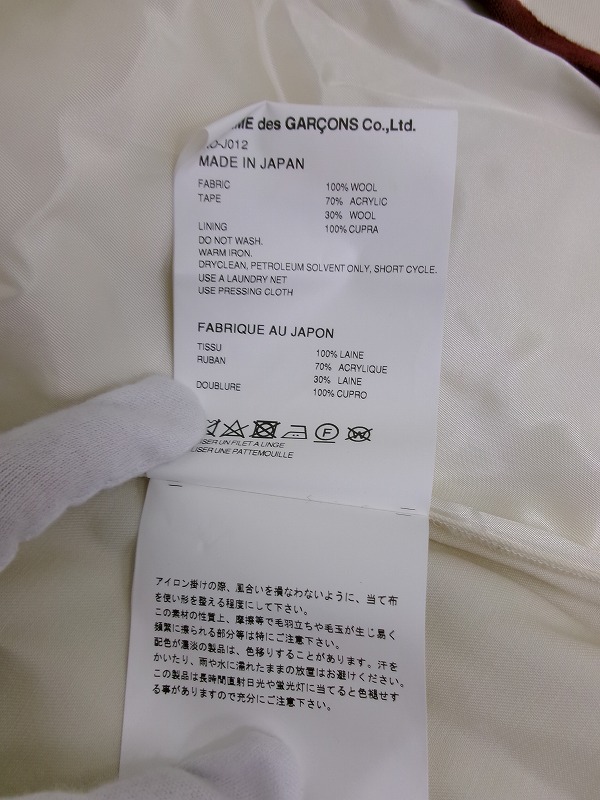 des GARÇONS Co.,Ltd.
-J012
MADE IN JAPAN
FABRIC 100% WOOL
TAPE 70% ACRYLIC
30% WOOL
LINING 100% CUPRA
DO NOT WASH.
WARM IRON.
DRYCLEAN, PETROLEUM SOLVENT ONLY, SHORT CYCLE.
USE A LAUNDRY NET
USE PRESSING CLOTH
FABRIQUE AU JAPON
TISSU 100% LAINE
RUBAN 70% ACRYLIQUE
30% LAINE
DOUBLURE 100% CUPRO
F W
UN FILET A LINGE
UNE PATTEMOUILLE
アイロン掛けの際、風合いを損なわないように、当て布
を使い形を整える程度にして下さい。
この素材の性質上、摩擦等で毛羽立ちや毛玉が生じ易く
頻繁に擦られる部分等は特にご注意下さい。
配色が濃淡の製品は、色移りすることがあります。汗を
かいたり、雨や水に濡れたままの放置はお避けください。
この製品は長時間直射日光や蛍光灯に当てると色褪せす
る事がありますので充分にご注意下さい。